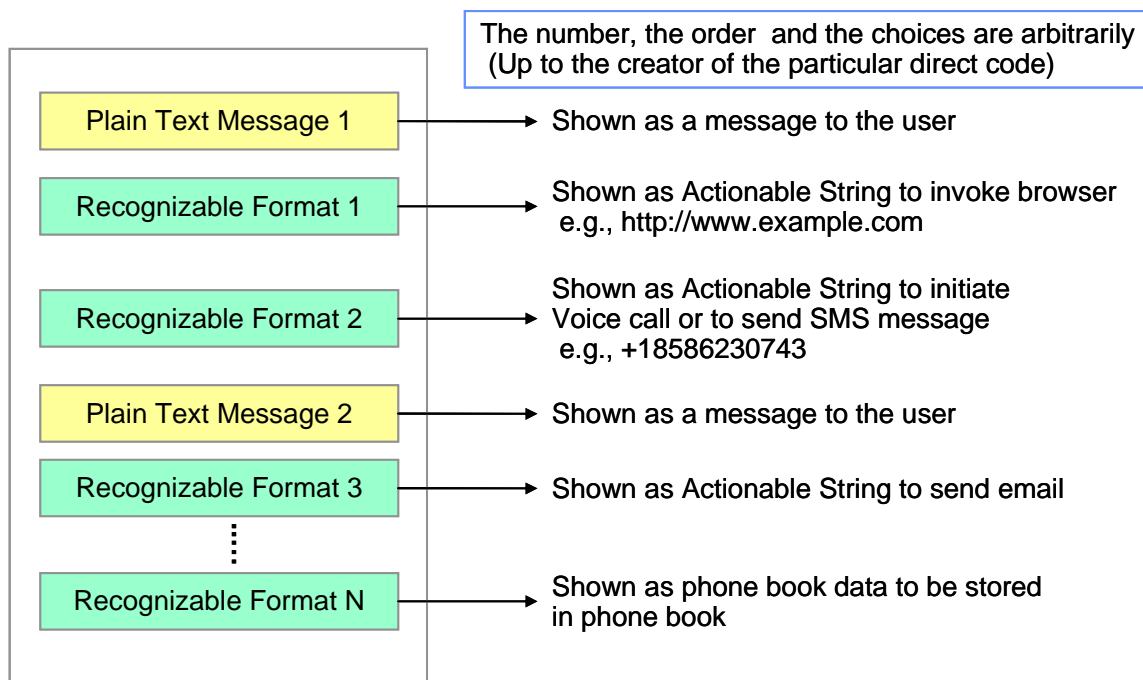 The number, the order and the choices are arbitrarily
(Up to the creator of the particular direct code)
Plain Text Message 1
Shown as a message to the user
Recognizable Format 1
Shown as Actionable String to invoke browser
e.g., http://www.example.com
Recognizable Format 2
Shown as Actionable String to initiate
Voice call or to send SMS message
e.g., +18586230743
Plain Text Message 2
Shown as a message to the user
Recognizable Format 3
Shown as Actionable String to send email
Recognizable Format N
Shown as phone book data to be stored
in phone book